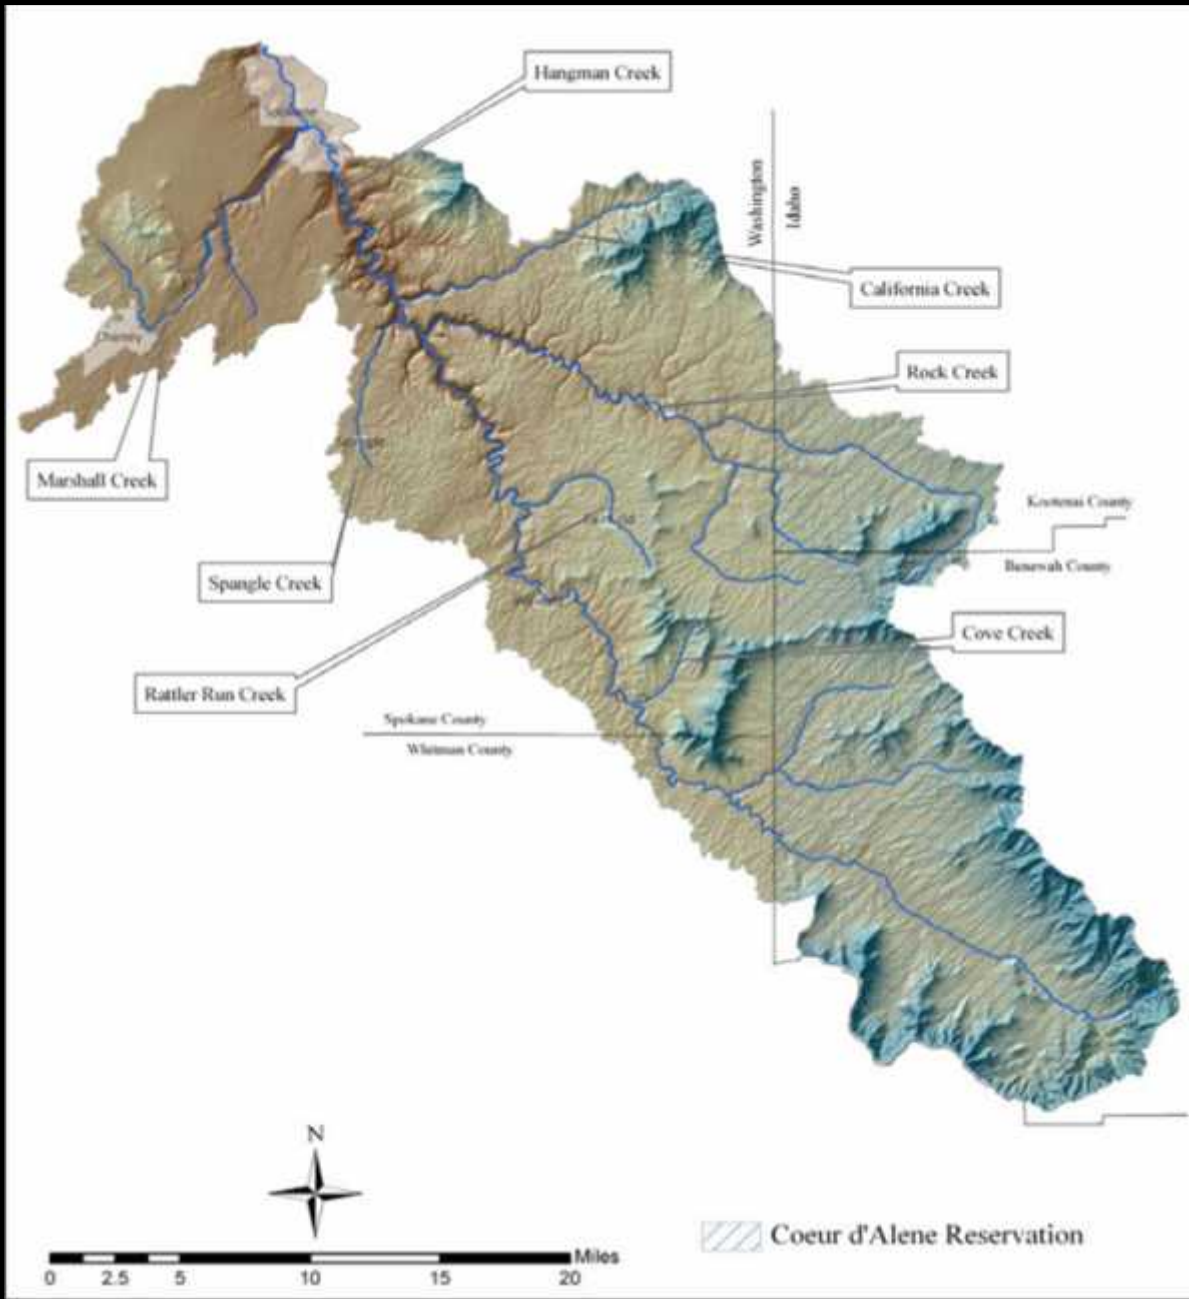 Hangman Creek
Washington
Idaho
California Creek
Rock Creek
Cheney
Marshall Creek
Kootenai County
Benewah County
Spangle Creek
Cove Creek
Rattler Run Creek
Spokane County
Whitman County
N
Miles
0 2.5 5 10 15 20
Coeur d'Alene Reservation